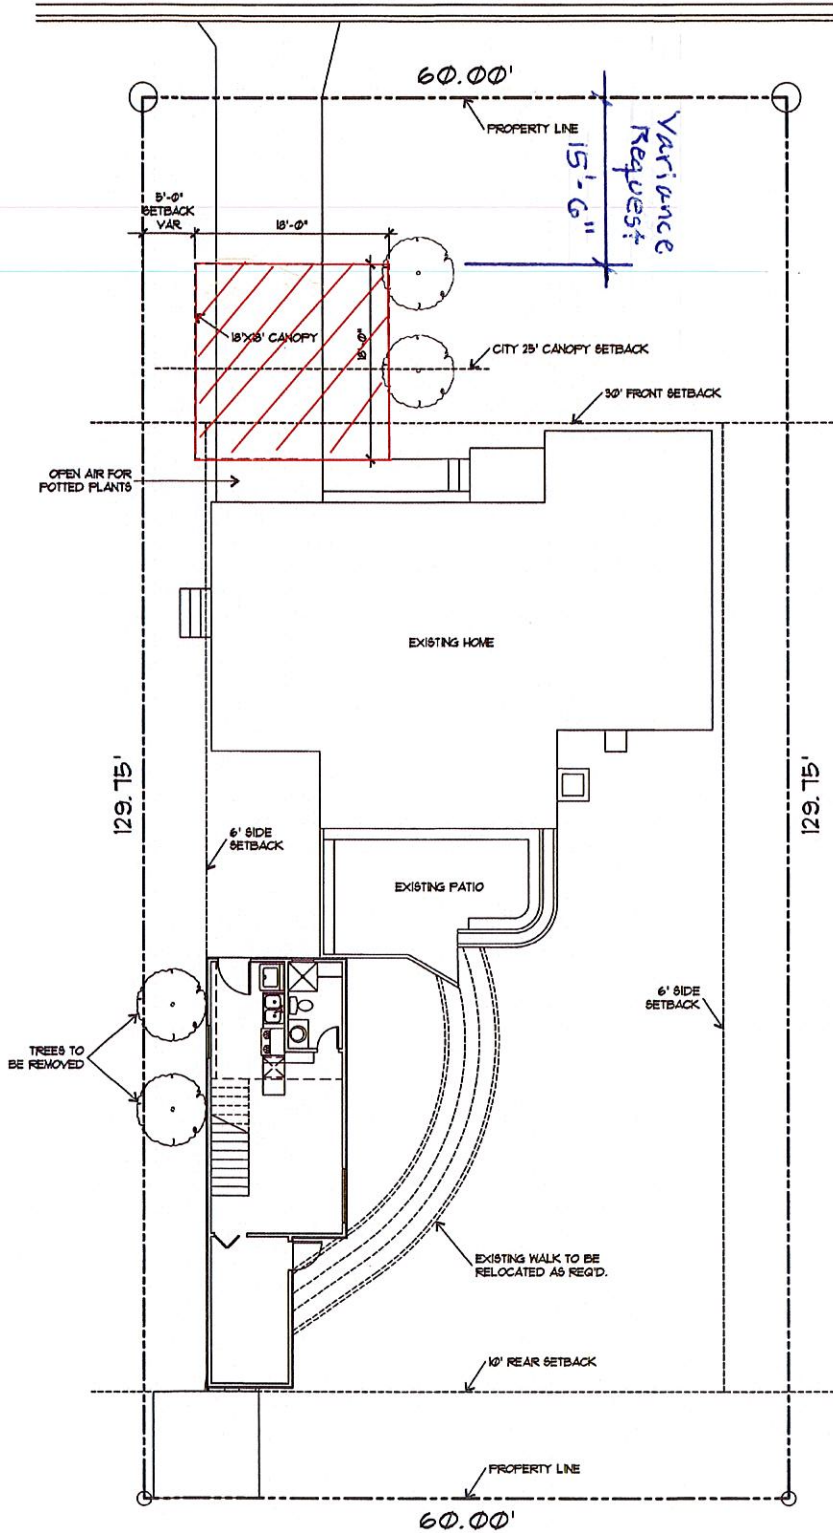 60.00'
PROPERTY LINE
Variance
Request
15'-6"
5'-0"
SETBACK
VAR.
18'-0"
18'X18' CANOPY
18'-0"
CITY 25' CANOPY SETBACK
30' FRONT SETBACK
OPEN AIR FOR
POTTED PLANTS
EXISTING HOME
129.75'
129.75'
6' SIDE
SETBACK
EXISTING PATIO
6' SIDE
SETBACK
TREES TO
BE REMOVED
EXISTING WALK TO BE
RELOCATED AS REQ'D.
10' REAR SETBACK
PROPERTY LINE
60.00'